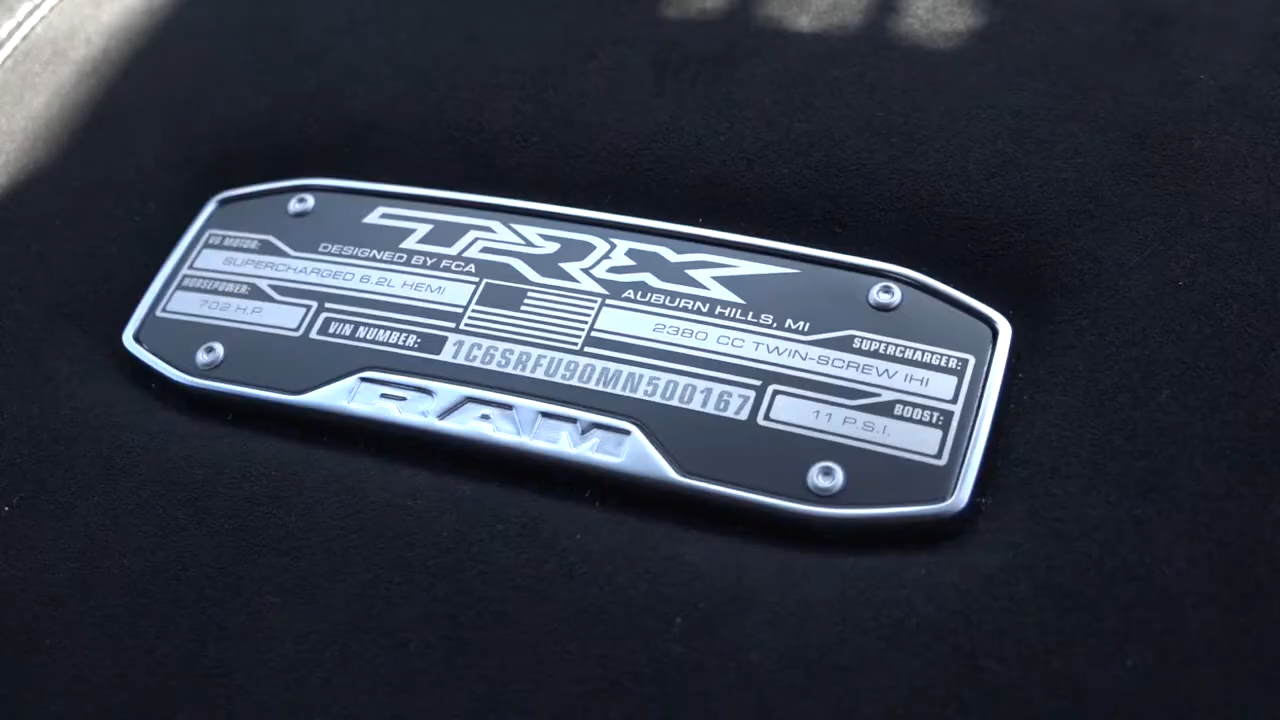 TRX
DESIGNED BY FCA
AUBURN HILLS, MI
V8 MOTOR:
SUPERCHARGED 6.2L HEMI
HORSEPOWER:
702 H.P.
SUPERCHARGER:
2380 CC TWIN-SCREW IHI
BOOST:
11 P.S.I.
VIN NUMBER:
1C6SRFU90MN500167
RAM